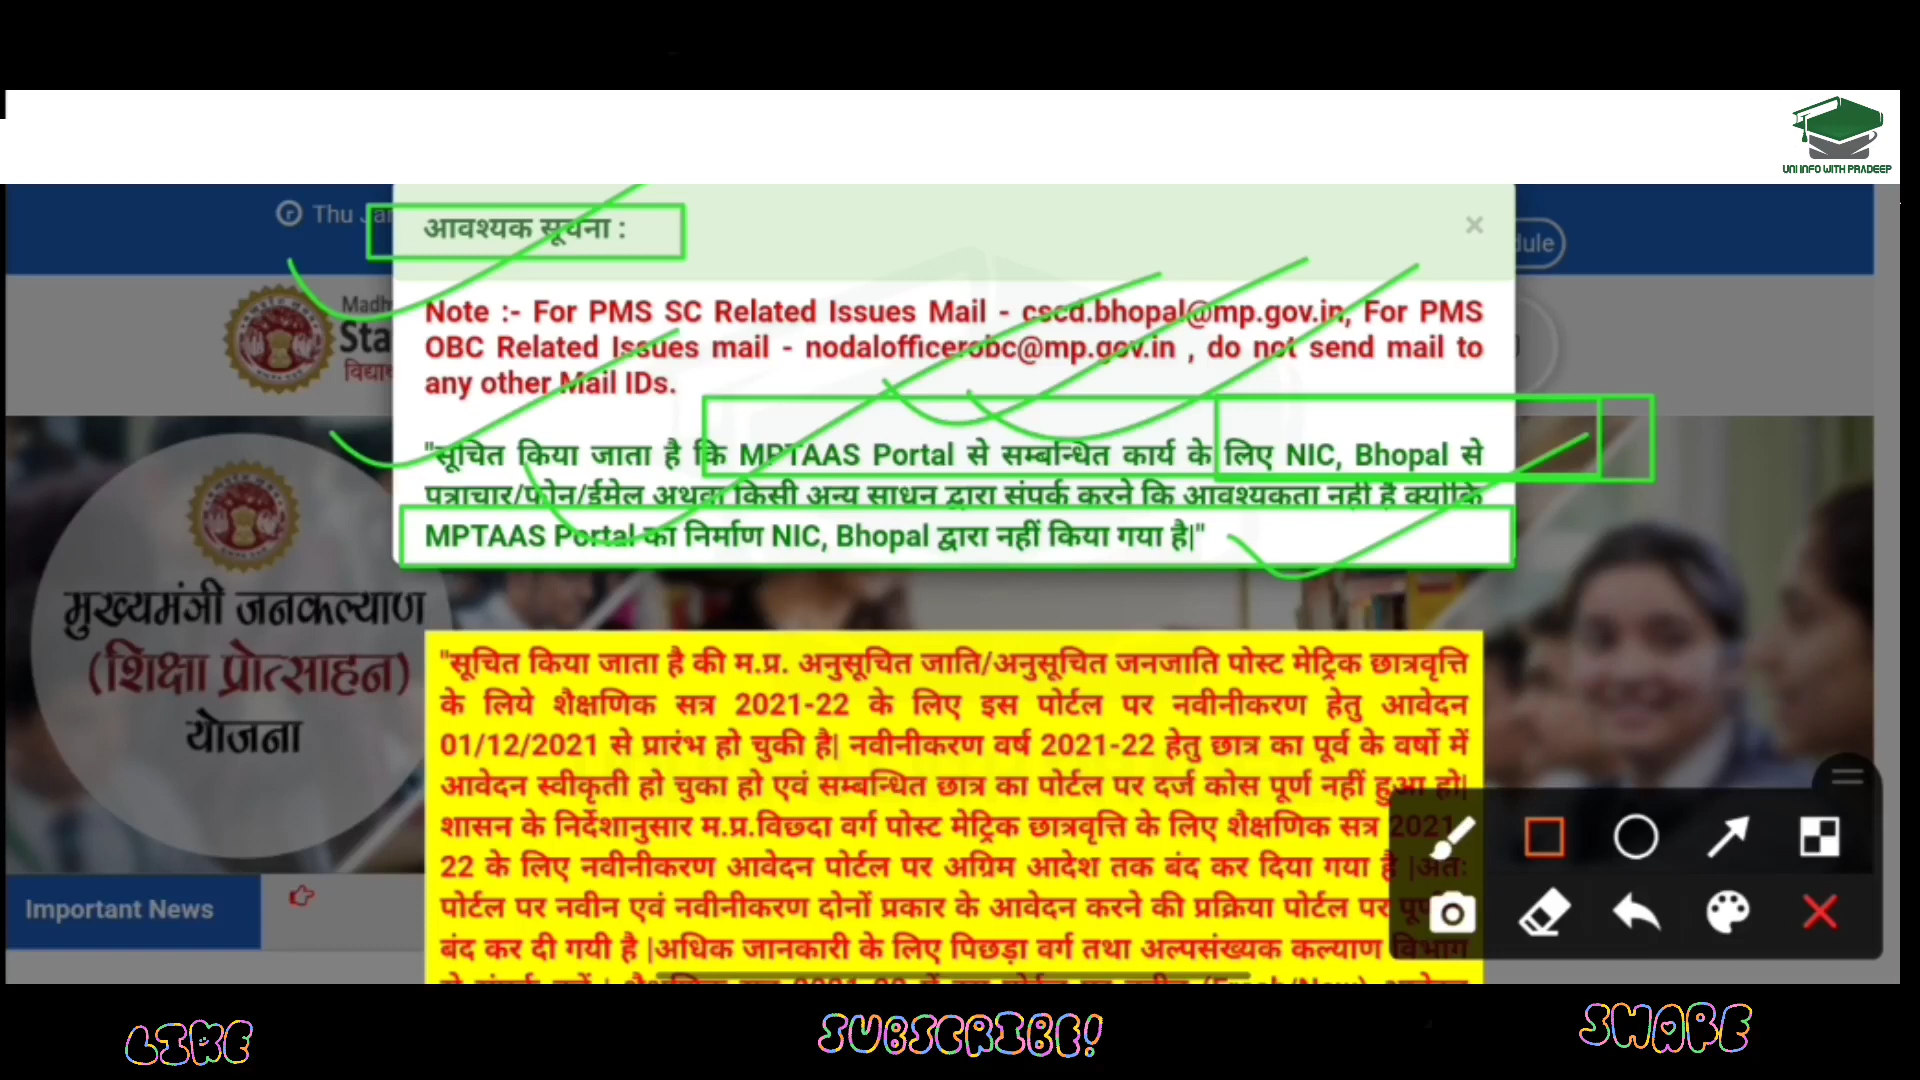 UNI INFO WITH PRADEEP
Thu Jan
आवश्यक सूचना :
×
dule
Note :- For PMS SC Related Issues Mail - cscd.bhopal@mp.gov.in, For PMS
OBC Related Issues mail - nodalofficerobc@mp.gov.in , do not send mail to
any other Mail IDs.
Madh
Sta
विद्या
"सूचित किया जाता है कि MPTAAS Portal से सम्बन्धित कार्य के लिए NIC, Bhopal से
पत्राचार/फोन/ईमेल अथवा किसी अन्य साधन द्वारा संपर्क करने कि आवश्यकता नही है क्योंकि
MPTAAS Portal का निर्माण NIC, Bhopal द्वारा नहीं किया गया है|"
मुख्यमंत्री जनकल्याण
(शिक्षा प्रोत्साहन)
योजना
"सूचित किया जाता है की म.प्र. अनुसूचित जाति/अनुसूचित जनजाति पोस्ट मेट्रिक छात्रवृत्ति
के लिये शैक्षणिक सत्र 2021-22 के लिए इस पोर्टल पर नवीनीकरण हेतु आवेदन
01/12/2021 से प्रारंभ हो चुकी है| नवीनीकरण वर्ष 2021-22 हेतु छात्र का पूर्व के वर्षो में
आवेदन स्वीकृती हो चुका हो एवं सम्बन्धित छात्र का पोर्टल पर दर्ज कोस पूर्ण नहीं हुआ हो|
शासन के निर्देशानुसार म.प्र.विछ्दा वर्ग पोस्ट मेट्रिक छात्रवृत्ति के लिए शैक्षणिक सत्र 2021-
22 के लिए नवीनीकरण आवेदन पोर्टल पर अग्रिम आदेश तक बंद कर दिया गया है |अतः
पोर्टल पर नवीन एवं नवीनीकरण दोनों प्रकार के आवेदन करने की प्रक्रिया पोर्टल पर
बंद कर दी गयी है |अधिक जानकारी के लिए पिछड़ा वर्ग तथा अल्पसंख्यक कल्याण विभाग
Important News
LIKE
SUBSCRIBE!
SHARE